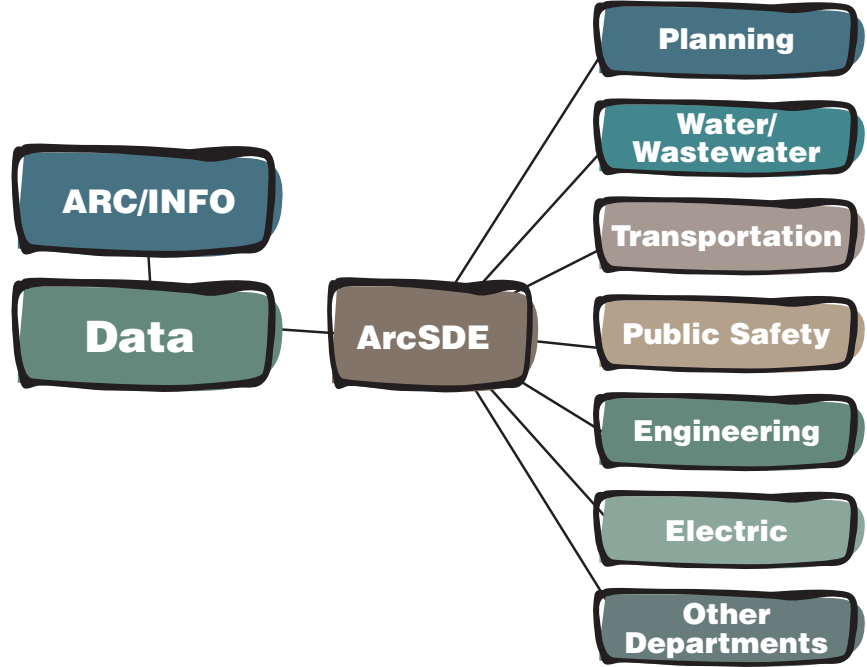 ARC/INFO
Data
ArcSDE
Planning
Water/
Wastewater
Transportation
Public Safety
Engineering
Electric
Other
Departments